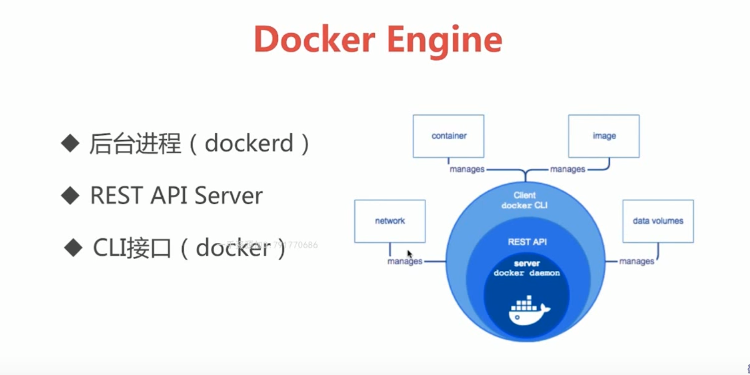 Docker Engine
◆ 后台进程（dockerd）
◆ REST API Server
◆ CLI接口（docker）
container
image
manages
manages
Client
docker CLI
network
data volumes
REST API
server
docker daemon
manages
manages